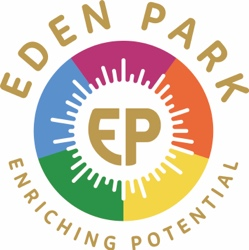 EDEN PARK
EP
ENRICHING POTENTIAL